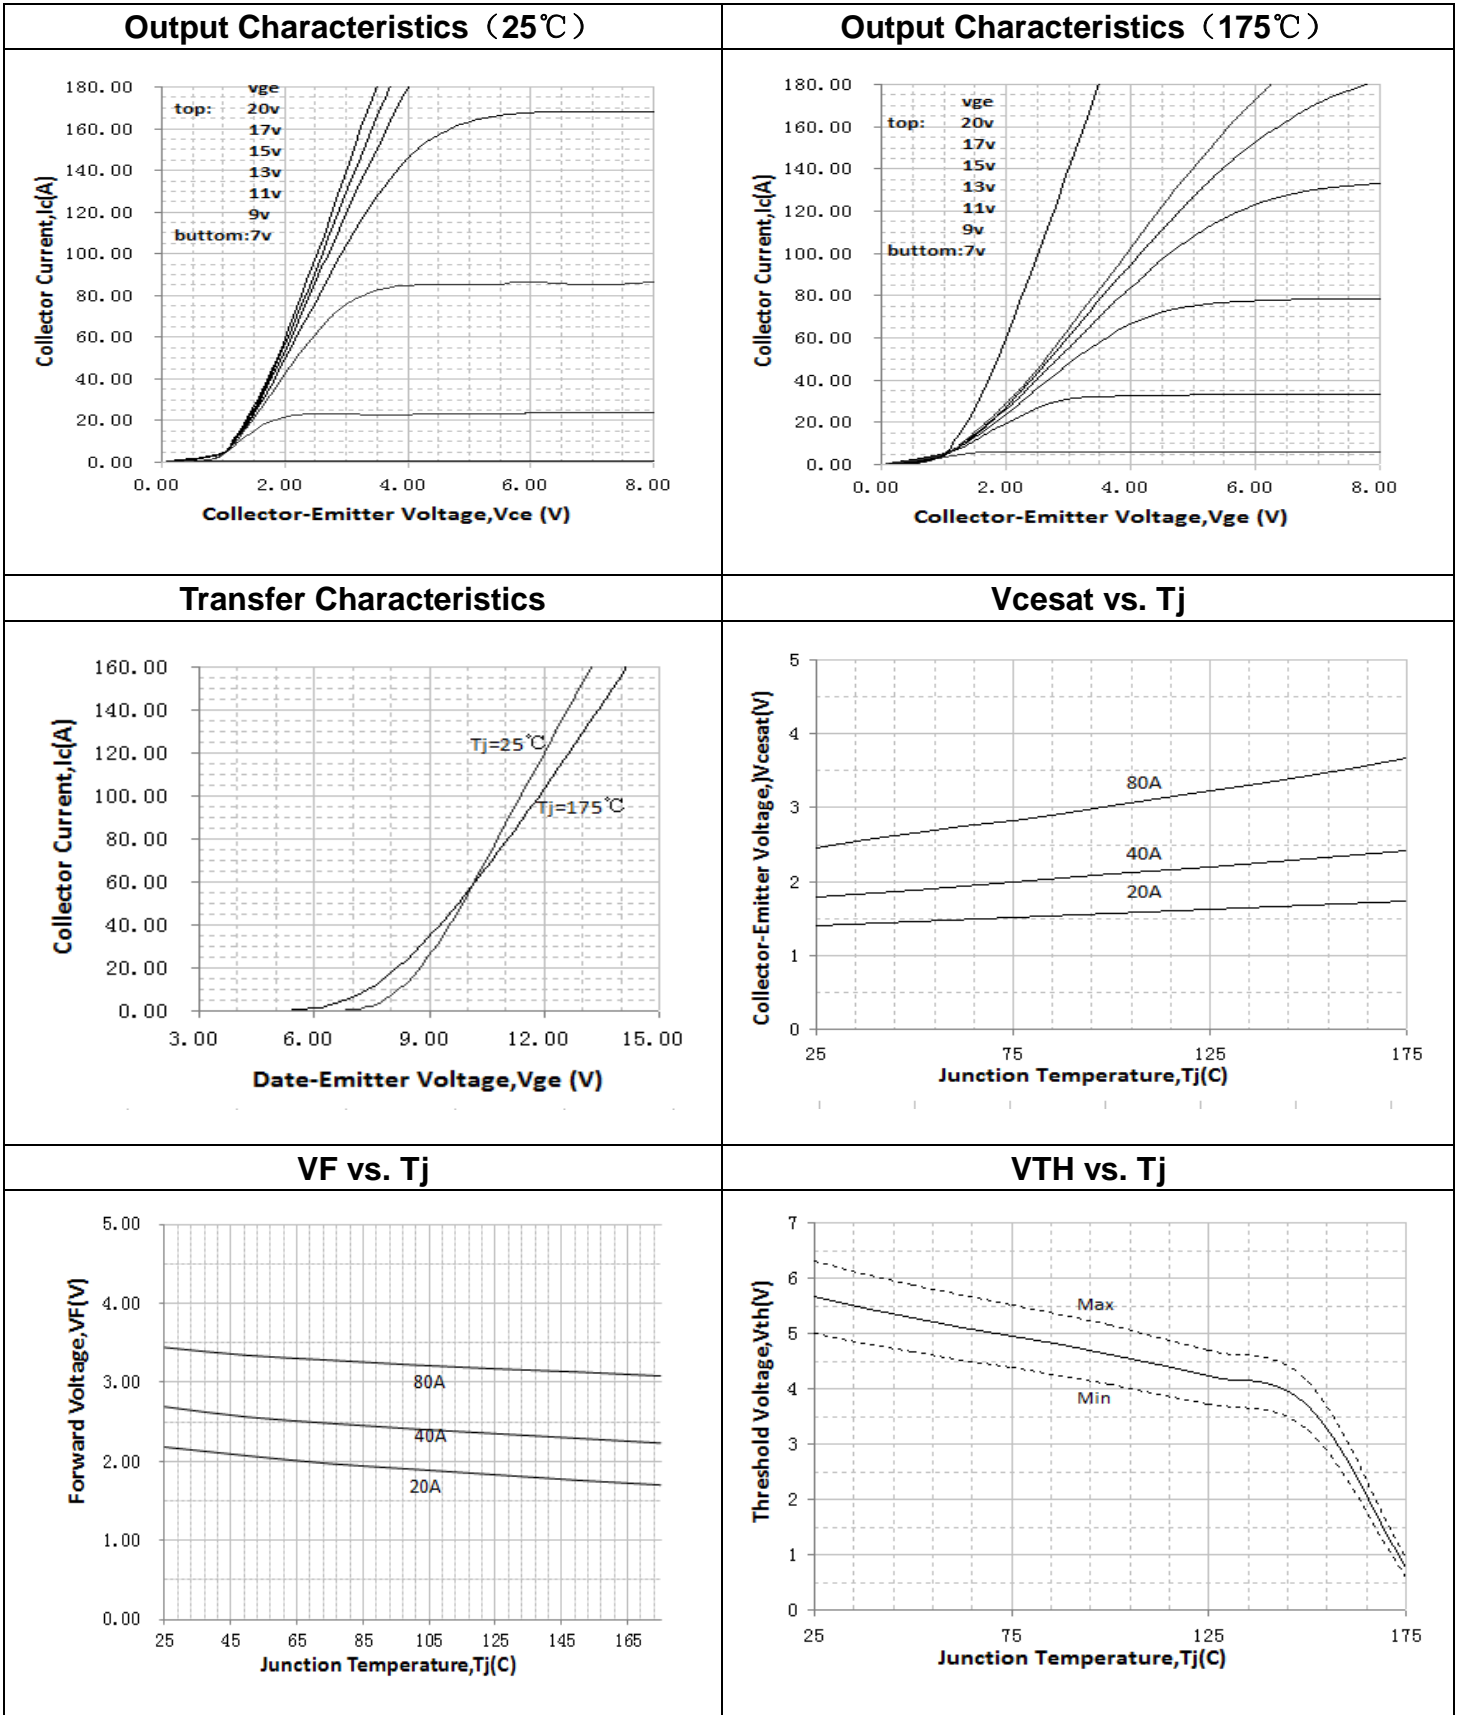 Output Characteristics（25℃）
180.00
160.00
140.00
120.00
100.00
80.00
60.00
40.00
20.00
0.00
vge
top: 20v
17v
15v
13v
11v
9v
buttom:7v
Collector Current,Ic(A)
0.00 2.00 4.00 6.00 8.00
Collector-Emitter Voltage,Vce (V)
Output Characteristics（175℃）
180.00
160.00
140.00
120.00
100.00
80.00
60.00
40.00
20.00
0.00
vge
top: 20v
17v
15v
13v
11v
9v
buttom:7v
Collector Current,Ic(A)
0.00 2.00 4.00 6.00 8.00
Collector-Emitter Voltage,Vge (V)
Transfer Characteristics
160.00
140.00
120.00
100.00
80.00
60.00
40.00
20.00
0.00
Tj=25℃
Tj=175℃
Collector Current,Ic(A)
3.00 6.00 9.00 12.00 15.00
Date-Emitter Voltage,Vge (V)
Vcesat vs. Tj
5
4
3
2
1
0
80A
40A
20A
Collector-Emitter Voltage,)Vcesat(V
25 75 125 175
Junction Temperature,Tj(C)
VF vs. Tj
5.00
4.00
3.00
2.00
1.00
0.00
80A
40A
20A
Forward Voltage,VF(V)
25 45 65 85 105 125 145 165
Junction Temperature,Tj(C)
VTH vs. Tj
7
6
5
4
3
2
1
0
Max
Min
Threshold Voltage,Vth(V)
25 75 125 175
Junction Temperature,Tj(C)